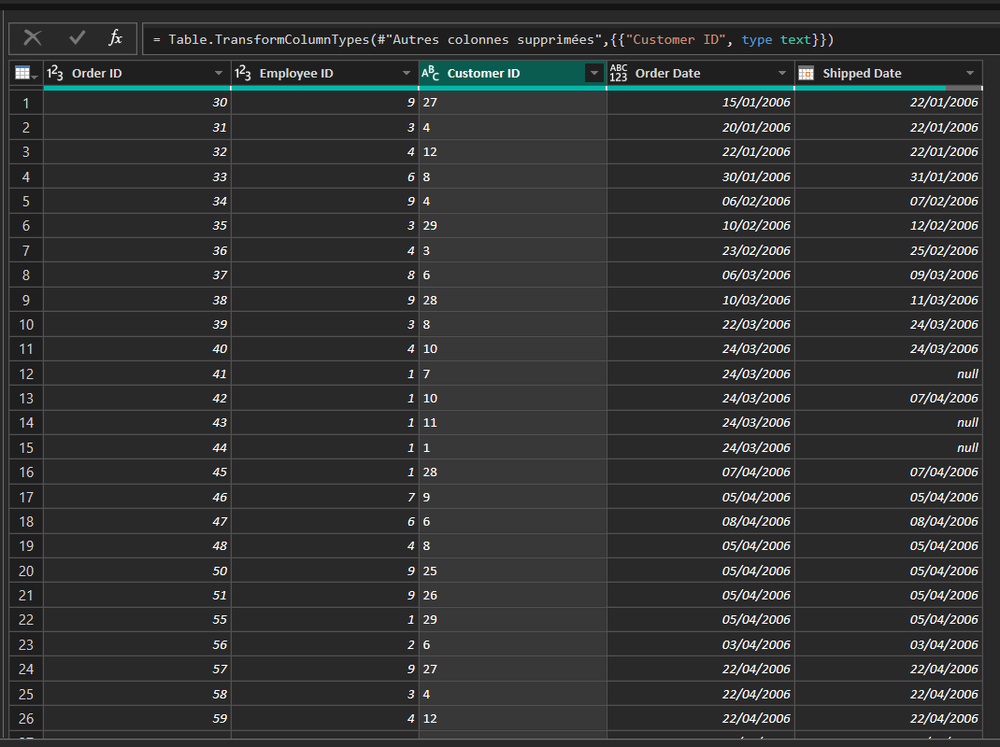 fx = Table.TransformColumnTypes(#"Autres colonnes supprimées",{{"Customer ID", type text}})
123 Order ID 123 Employee ID ABC Customer ID ABC 123 Order Date Shipped Date
1 30 9 27 15/01/2006 22/01/2006
2 31 3 4 20/01/2006 22/01/2006
3 32 4 12 22/01/2006 22/01/2006
4 33 6 8 30/01/2006 31/01/2006
5 34 9 4 06/02/2006 07/02/2006
6 35 3 29 10/02/2006 12/02/2006
7 36 4 3 23/02/2006 25/02/2006
8 37 8 6 06/03/2006 09/03/2006
9 38 9 28 10/03/2006 11/03/2006
10 39 3 8 22/03/2006 24/03/2006
11 40 4 10 24/03/2006 24/03/2006
12 41 1 7 24/03/2006 null
13 42 1 10 24/03/2006 07/04/2006
14 43 1 11 24/03/2006 null
15 44 1 1 24/03/2006 null
16 45 1 28 07/04/2006 07/04/2006
17 46 7 9 05/04/2006 05/04/2006
18 47 6 6 08/04/2006 08/04/2006
19 48 4 8 05/04/2006 05/04/2006
20 50 9 25 05/04/2006 05/04/2006
21 51 9 26 05/04/2006 05/04/2006
22 55 1 29 05/04/2006 05/04/2006
23 56 2 6 03/04/2006 03/04/2006
24 57 9 27 22/04/2006 22/04/2006
25 58 3 4 22/04/2006 22/04/2006
26 59 4 12 22/04/2006 22/04/2006